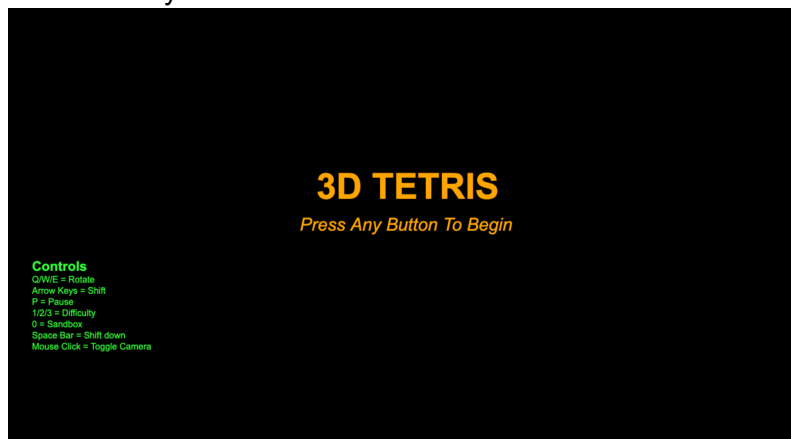 3D TETRIS
Press Any Button To Begin
Controls
Q/W/E = Rotate
Arrow Keys = Shift
P = Pause
1/2/3 = Difficulty
0 = Sandbox
Space Bar = Shift down
Mouse Click = Toggle Camera